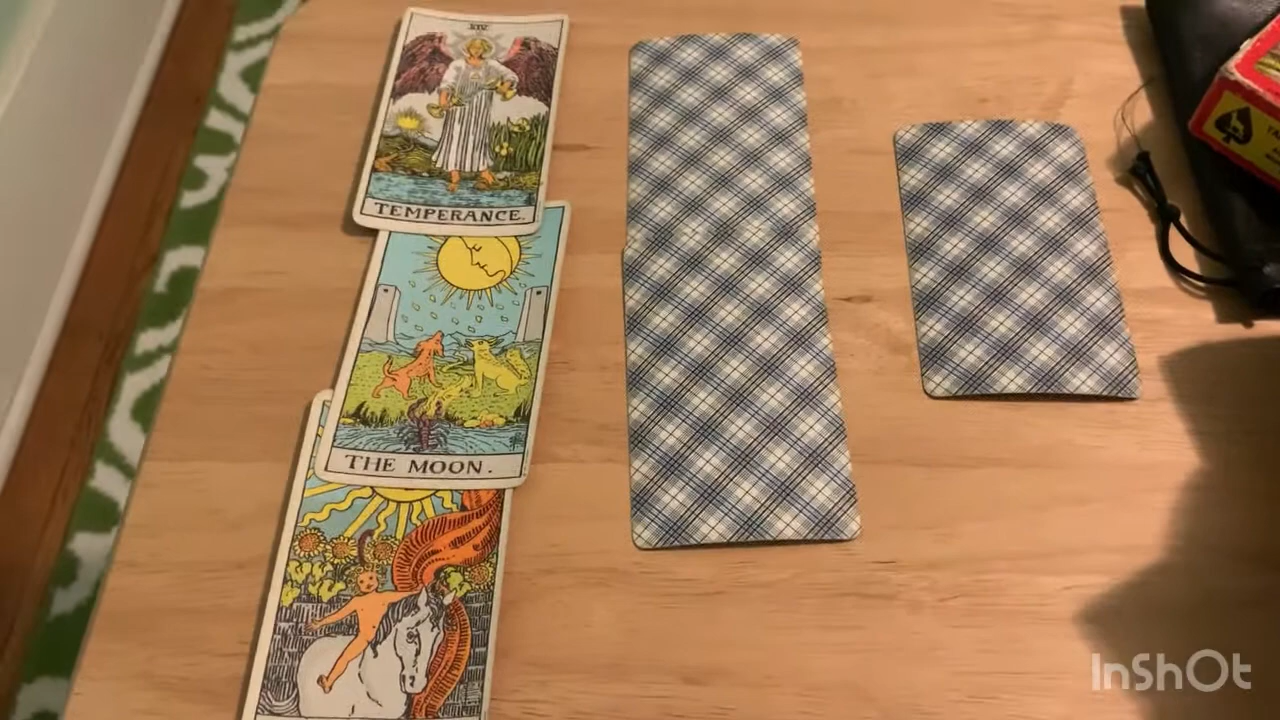 XIV
TEMPERANCE.
THE MOON.
InShOt